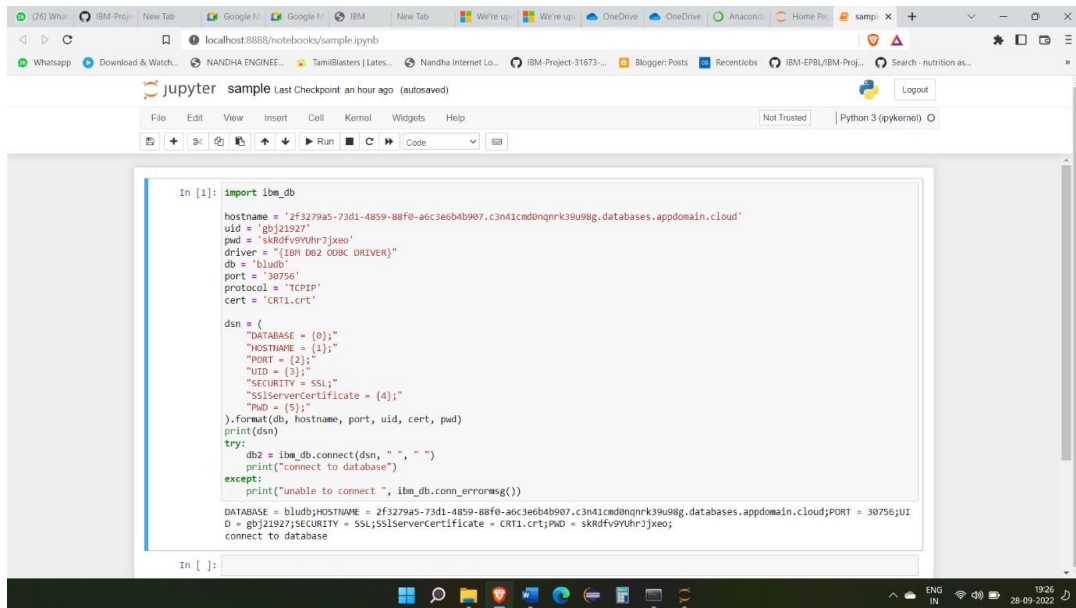 (26) What IBM-Proje New Tab Google M Google M IBM New Tab We're up We're up OneDrive OneDrive Anaconda Home Pa sampl
localhost:8888/notebooks/sample.ipynb
Whatsapp Download & Watch... NANDHA ENGINEE... TamilBlasters | Lates... Nandha Internet Lo... IBM-Project-31673-... Blogger: Posts RecentJobs IBM-EPBL/IBM-Proj... Search - nutrition as...
jupyter sample Last Checkpoint: an hour ago (autosaved) Logout
File Edit View Insert Cell Kernel Widgets Help Not Trusted Python 3 (ipykernel)
Run Code
In [1]: import ibm_db
hostname = '2f3279a5-73d1-4859-88f0-a6c3e6b4b907.c3n41cmd0nqnrk39u98g.databases.appdomain.cloud'
uid = 'gbj21927'
pwd = 'skRdfv9YUhrJjxeo'
driver = "{IBM DB2 ODBC DRIVER}"
db = 'bludb'
port = '30756'
protocol = 'TCPIP'
cert = 'CRT1.crt'
dsn = (
"DATABASE = {0};"
"HOSTNAME = {1};"
"PORT = {2};"
"UID = {3};"
"SECURITY = SSL;"
"SSlServerCertificate = {4};"
"PWD = {5};"
).format(db, hostname, port, uid, cert, pwd)
print(dsn)
try:
db2 = ibm_db.connect(dsn, " ", " ")
print("connect to database")
except:
print("unable to connect ", ibm_db.conn_errormsg())
DATABASE = bludb;HOSTNAME = 2f3279a5-73d1-4859-88f0-a6c3e6b4b907.c3n41cmd0nqnrk39u98g.databases.appdomain.cloud;PORT = 30756;UI
D = gbj21927;SECURITY = SSL;SSlServerCertificate = CRT1.crt;PWD = skRdfv9YUhrJjxeo;
connect to database
In [ ]:
ENG 19:26
IN 28-09-2022